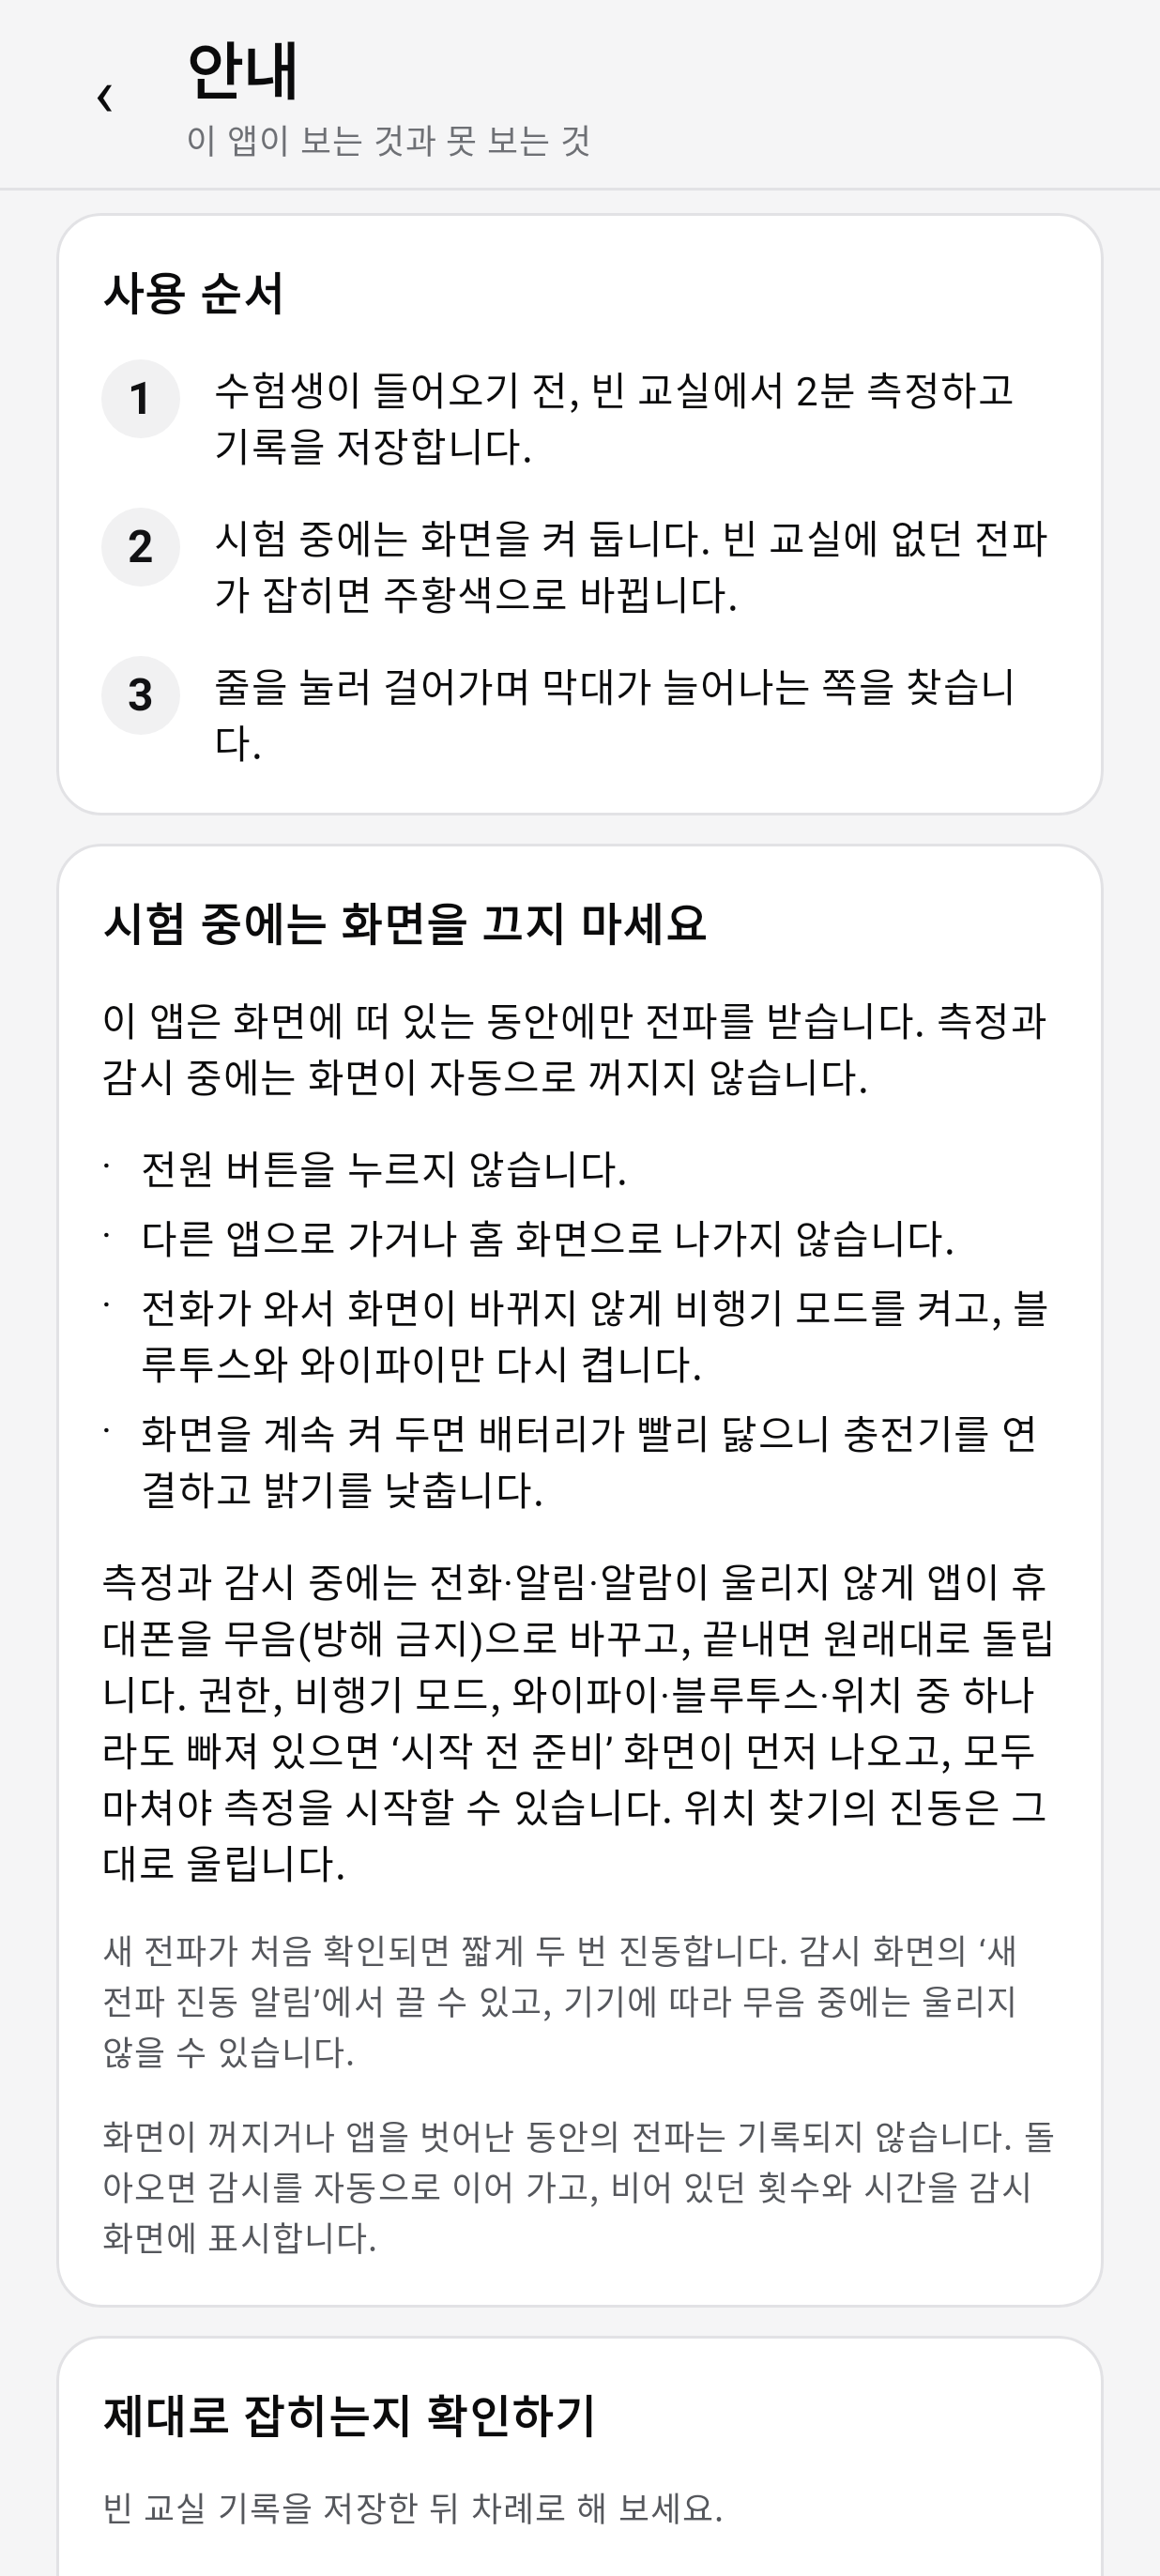 안내
이 앱이 보는 것과 못 보는 것
사용 순서
1 수험생이 들어오기 전, 빈 교실에서 2분 측정하고
기록을 저장합니다.
2 시험 중에는 화면을 켜 둡니다. 빈 교실에 없던 전파
가 잡히면 주황색으로 바뀝니다.
3 줄을 눌러 걸어가며 막대가 늘어나는 쪽을 찾습니
다.
시험 중에는 화면을 끄지 마세요
이 앱은 화면에 떠 있는 동안에만 전파를 받습니다. 측정과
감시 중에는 화면이 자동으로 꺼지지 않습니다.
· 전원 버튼을 누르지 않습니다.
· 다른 앱으로 가거나 홈 화면으로 나가지 않습니다.
· 전화가 와서 화면이 바뀌지 않게 비행기 모드를 켜고, 블
루투스와 와이파이만 다시 켭니다.
· 화면을 계속 켜 두면 배터리가 빨리 닳으니 충전기를 연
결하고 밝기를 낮춥니다.
측정과 감시 중에는 전화·알림·알람이 울리지 않게 앱이 휴
대폰을 무음(방해 금지)으로 바꾸고, 끝내면 원래대로 돌립
니다. 권한, 비행기 모드, 와이파이·블루투스·위치 중 하나
라도 빠져 있으면 ‘시작 전 준비’ 화면이 먼저 나오고, 모두
마쳐야 측정을 시작할 수 있습니다. 위치 찾기의 진동은 그
대로 울립니다.
새 전파가 처음 확인되면 짧게 두 번 진동합니다. 감시 화면의 ‘새
전파 진동 알림’에서 끌 수 있고, 기기에 따라 무음 중에는 울리지
않을 수 있습니다.
화면이 꺼지거나 앱을 벗어난 동안의 전파는 기록되지 않습니다. 돌
아오면 감시를 자동으로 이어 가고, 비어 있던 횟수와 시간을 감시
화면에 표시합니다.
제대로 잡히는지 확인하기
빈 교실 기록을 저장한 뒤 차례로 해 보세요.